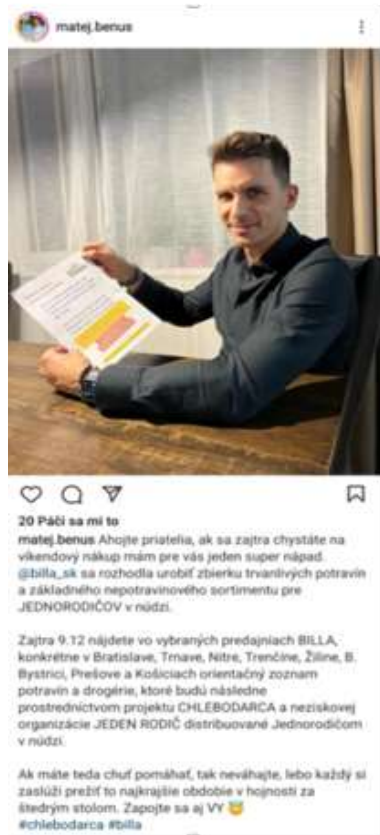 matej.benus
20 Páči sa mi to
matej.benus Ahojte priatelia, ak sa zajtra chystáte na
víkendový nákup mám pre vás jeden super nápad.
@billa_sk sa rozhodla urobiť zbierku trvanlivých potravín
a základného nepotravinového sortimentu pre
JEDNORODIČOV v núdzi.
Zajtra 9.12 nájdete vo vybraných predajniach BILLA,
konkrétne v Bratislave, Trnave, Nitre, Trenčíne, Žiline, B.
Bystrici, Prešove a Košiciach orientačný zoznam
potravín a drogérie, ktoré budú následne
prostredníctvom projektu CHLEBODARCA a neziskovej
organizácie JEDEN RODIČ distribuované Jednorodičom
v núdzi.
Ak máte teda chuť pomáhať, tak neváhajte, lebo každý si
zaslúži prežiť to najkrajšie obdobie v hojnosti za
štedrým stolom. Zapojte sa aj VY 😇
#chlebodarca #billa